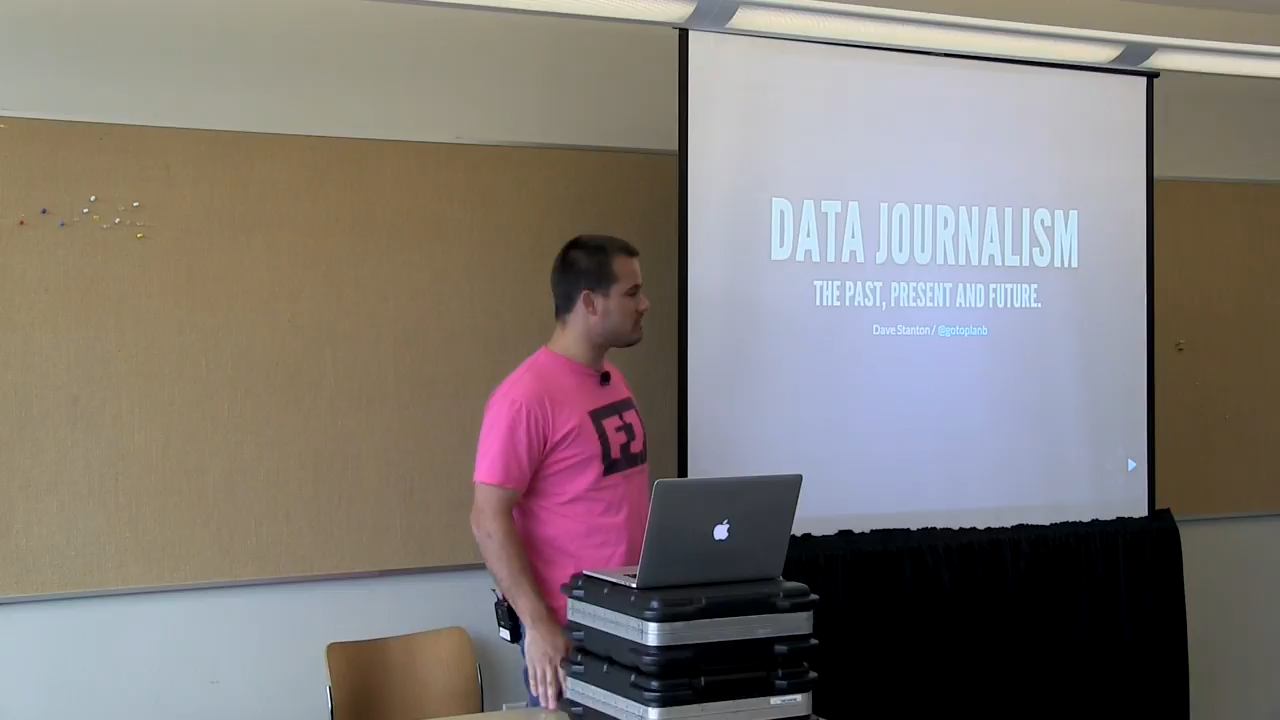 DATA JOURNALISM
THE PAST, PRESENT AND FUTURE.
Dave Stanton / @gotoplanb